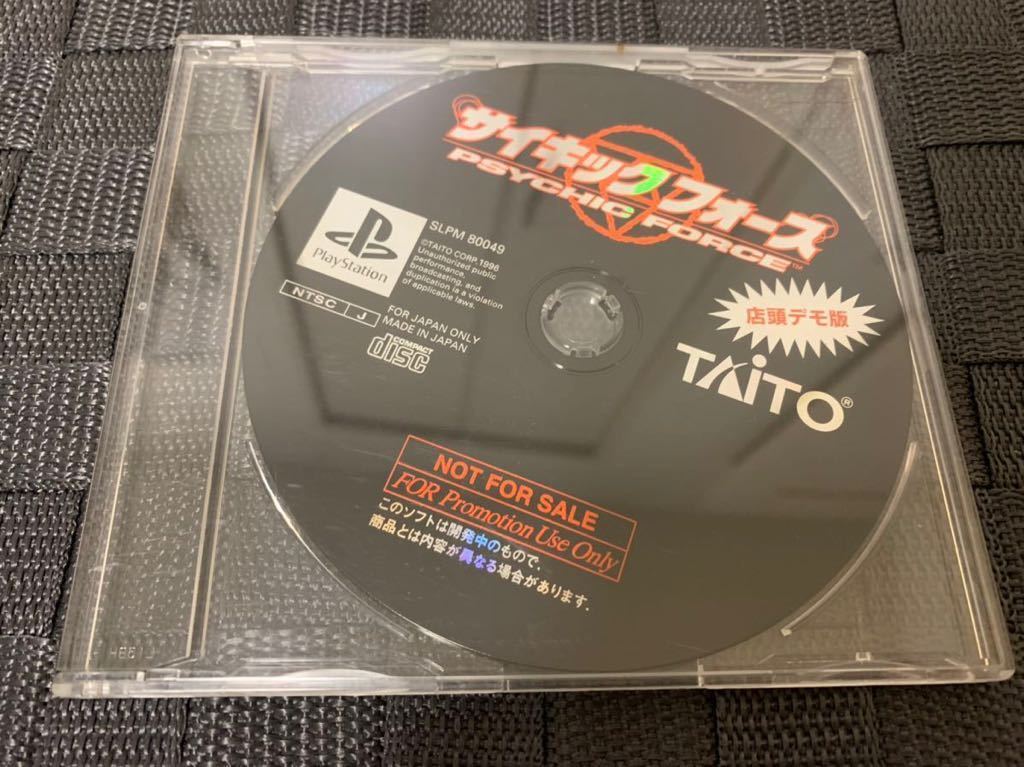 サイキックフォース
PSYCHIC FORCE™
PlayStation
SLPM 80049
©TAITO CORP.1996
Unauthorized public
performance,
broadcasting, and
duplication is a violation
of applicable laws.
NTSC J
FOR JAPAN ONLY
MADE IN JAPAN
COMPACT
disc
店頭デモ版
TAITO®
NOT FOR SALE
FOR Promotion Use Only
このソフトは開発中のもので、
商品とは内容が異なる場合があります.